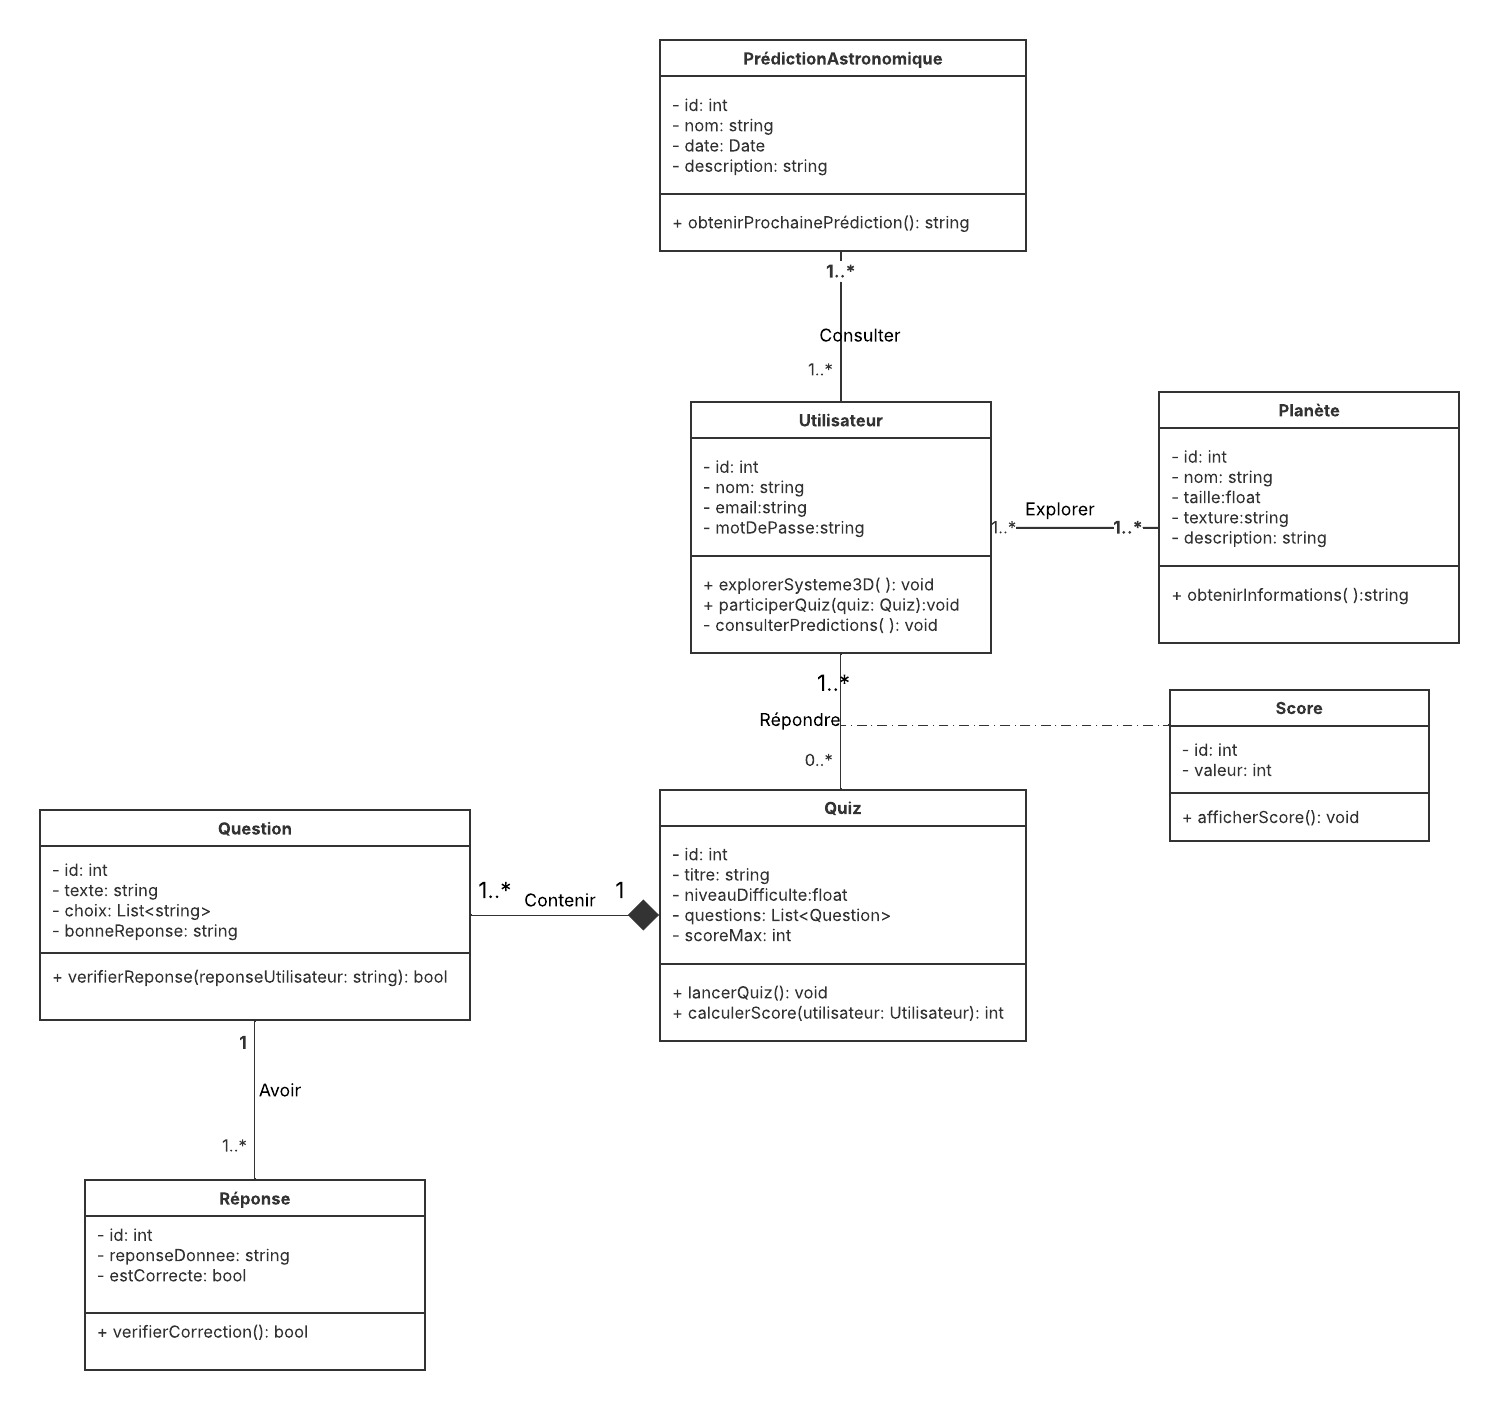 PrédictionAstronomique
- id: int
- nom: string
- date: Date
- description: string
+ obtenirProchainePrédiction(): string
1..*
Consulter
1..*
Utilisateur
- id: int
- nom: string
- email:string
- motDePasse:string
+ explorerSysteme3D( ): void
+ participerQuiz(quiz: Quiz):void
- consulterPredictions( ): void
1..*
Explorer
1..*
Planète
- id: int
- nom: string
- taille:float
- texture:string
- description: string
+ obtenirInformations( ):string
1..*
Répondre
0..*
Score
- id: int
- valeur: int
+ afficherScore(): void
Quiz
- id: int
- titre: string
- niveauDifficulte:float
- questions: List<Question>
- scoreMax: int
+ lancerQuiz(): void
+ calculerScore(utilisateur: Utilisateur): int
1..*
Contenir
1
Question
- id: int
- texte: string
- choix: List<string>
- bonneReponse: string
+ verifierReponse(reponseUtilisateur: string): bool
1
Avoir
1..*
Réponse
- id: int
- reponseDonnee: string
- estCorrecte: bool
+ verifierCorrection(): bool